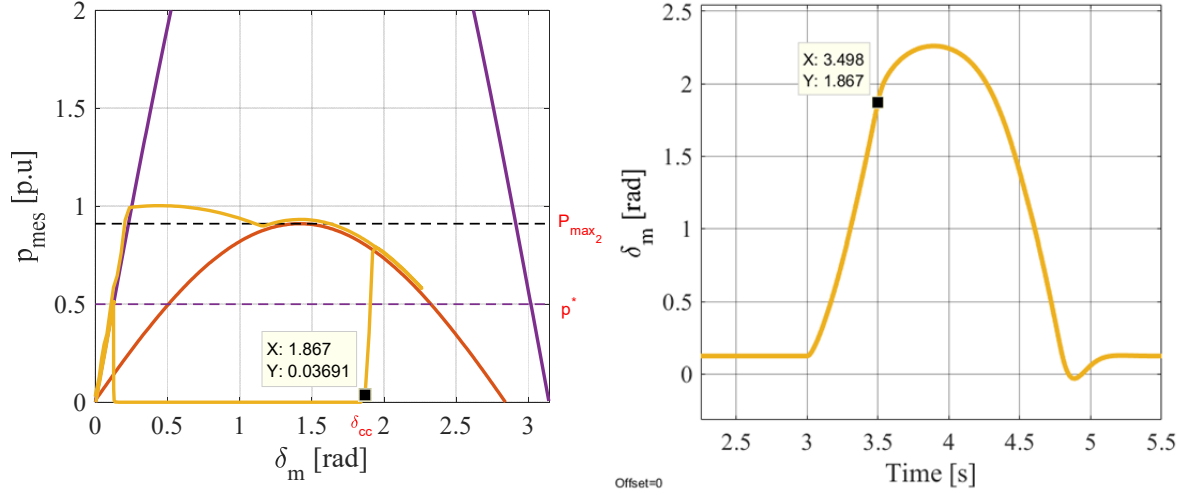 2
1.5
1
0.5
0
p_mes [p.u]
P_max_2
p*
X: 1.867
Y: 0.03691
0 0.5 1 1.5 2 2.5 3
δ_cc
δ_m [rad]
2.5
2
1.5
1
0.5
0
δ_m [rad]
X: 3.498
Y: 1.867
2.5 3 3.5 4 4.5 5 5.5
Time [s]
Offset=0